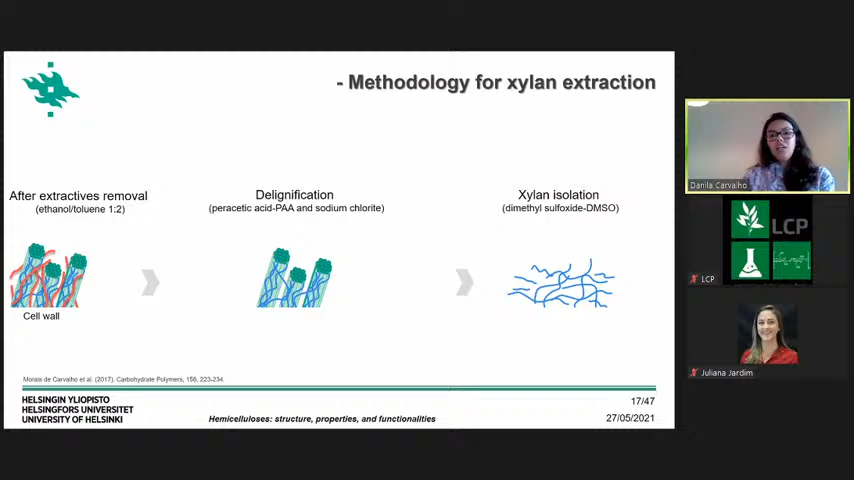 - Methodology for xylan extraction
After extractives removal
(ethanol/toluene 1:2)
Delignification
(peracetic acid-PAA and sodium chlorite)
Xylan isolation
(dimethyl sulfoxide-DMSO)
Cell wall
Morais de Carvalho et al. (2017). Carbohydrate Polymers, 156, 223-234.
HELSINGIN YLIOPISTO
HELSINGFORS UNIVERSITET
UNIVERSITY OF HELSINKI
Hemicelluloses: structure, properties, and functionalities
17/47
27/05/2021
Danila Carvalho
LCP
LCP
Juliana Jardim